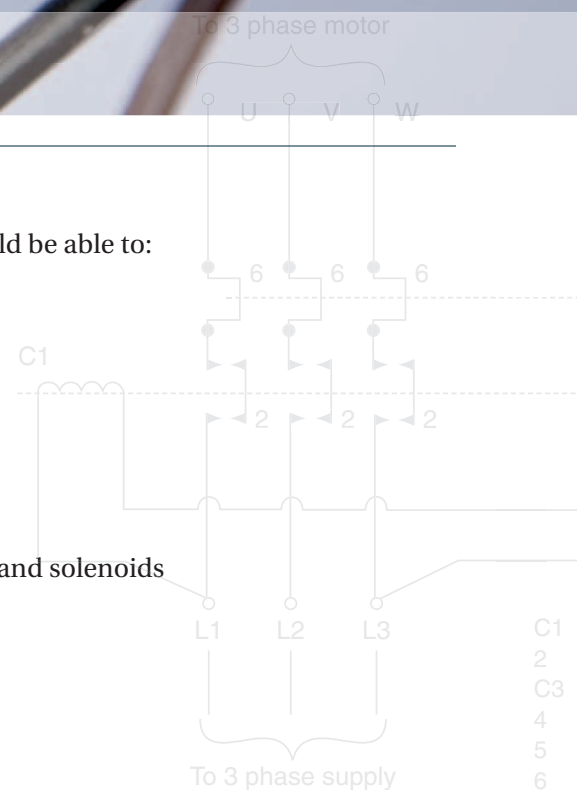 To 3 phase motor
U V W
ld be able to:
6 6 6
C1
2 2 2
and solenoids
L1 L2 L3
C1
2
C3
4
5
6
To 3 phase supply